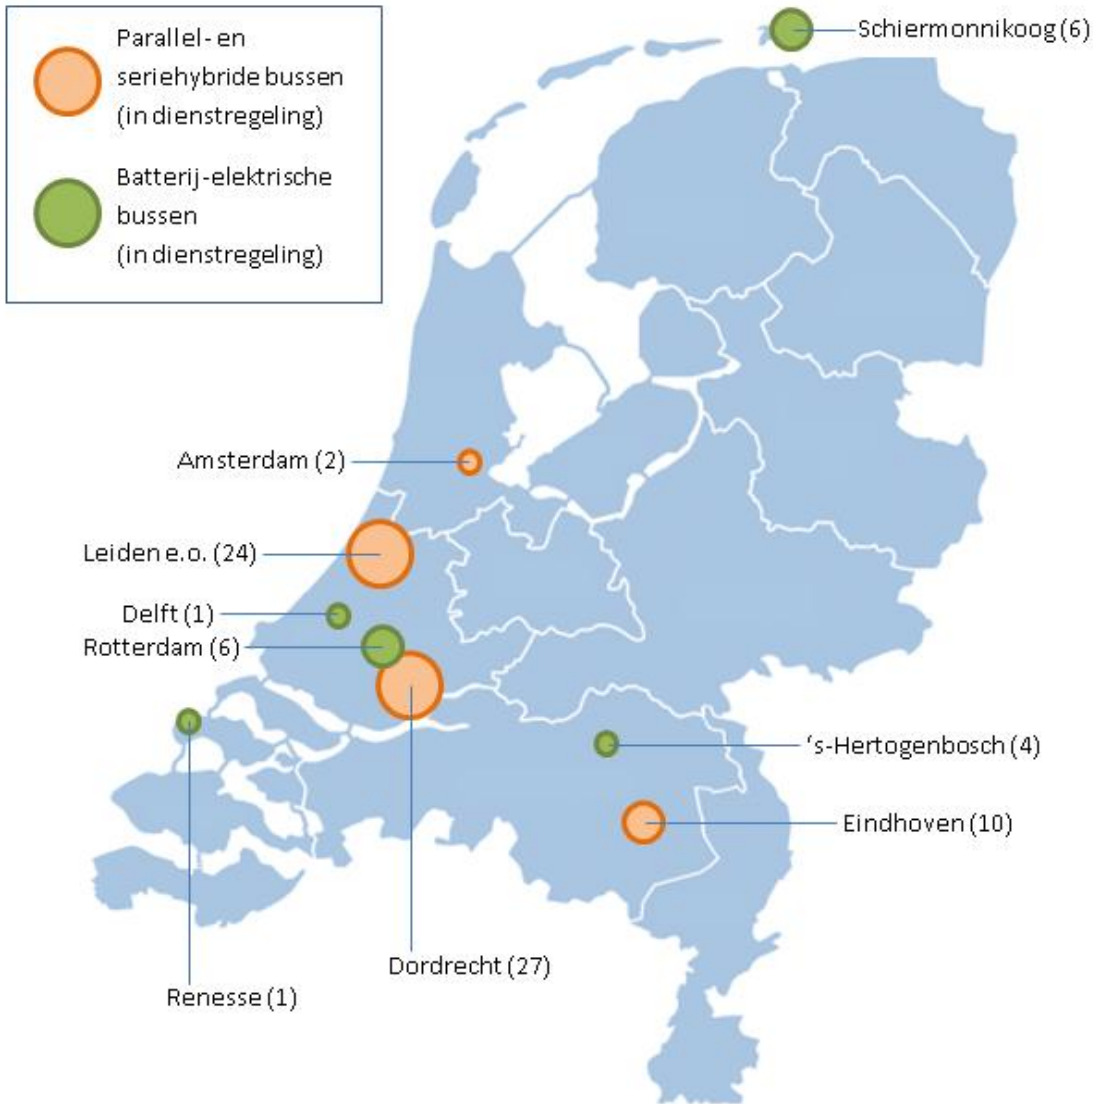 Parallel- en
seriehybride bussen
(in dienstregeling)
Batterij-elektrische
bussen
(in dienstregeling)
Schiermonnikoog (6)
Amsterdam (2)
Leiden e.o. (24)
Delft (1)
Rotterdam (6)
's-Hertogenbosch (4)
Eindhoven (10)
Dordrecht (27)
Renesse (1)